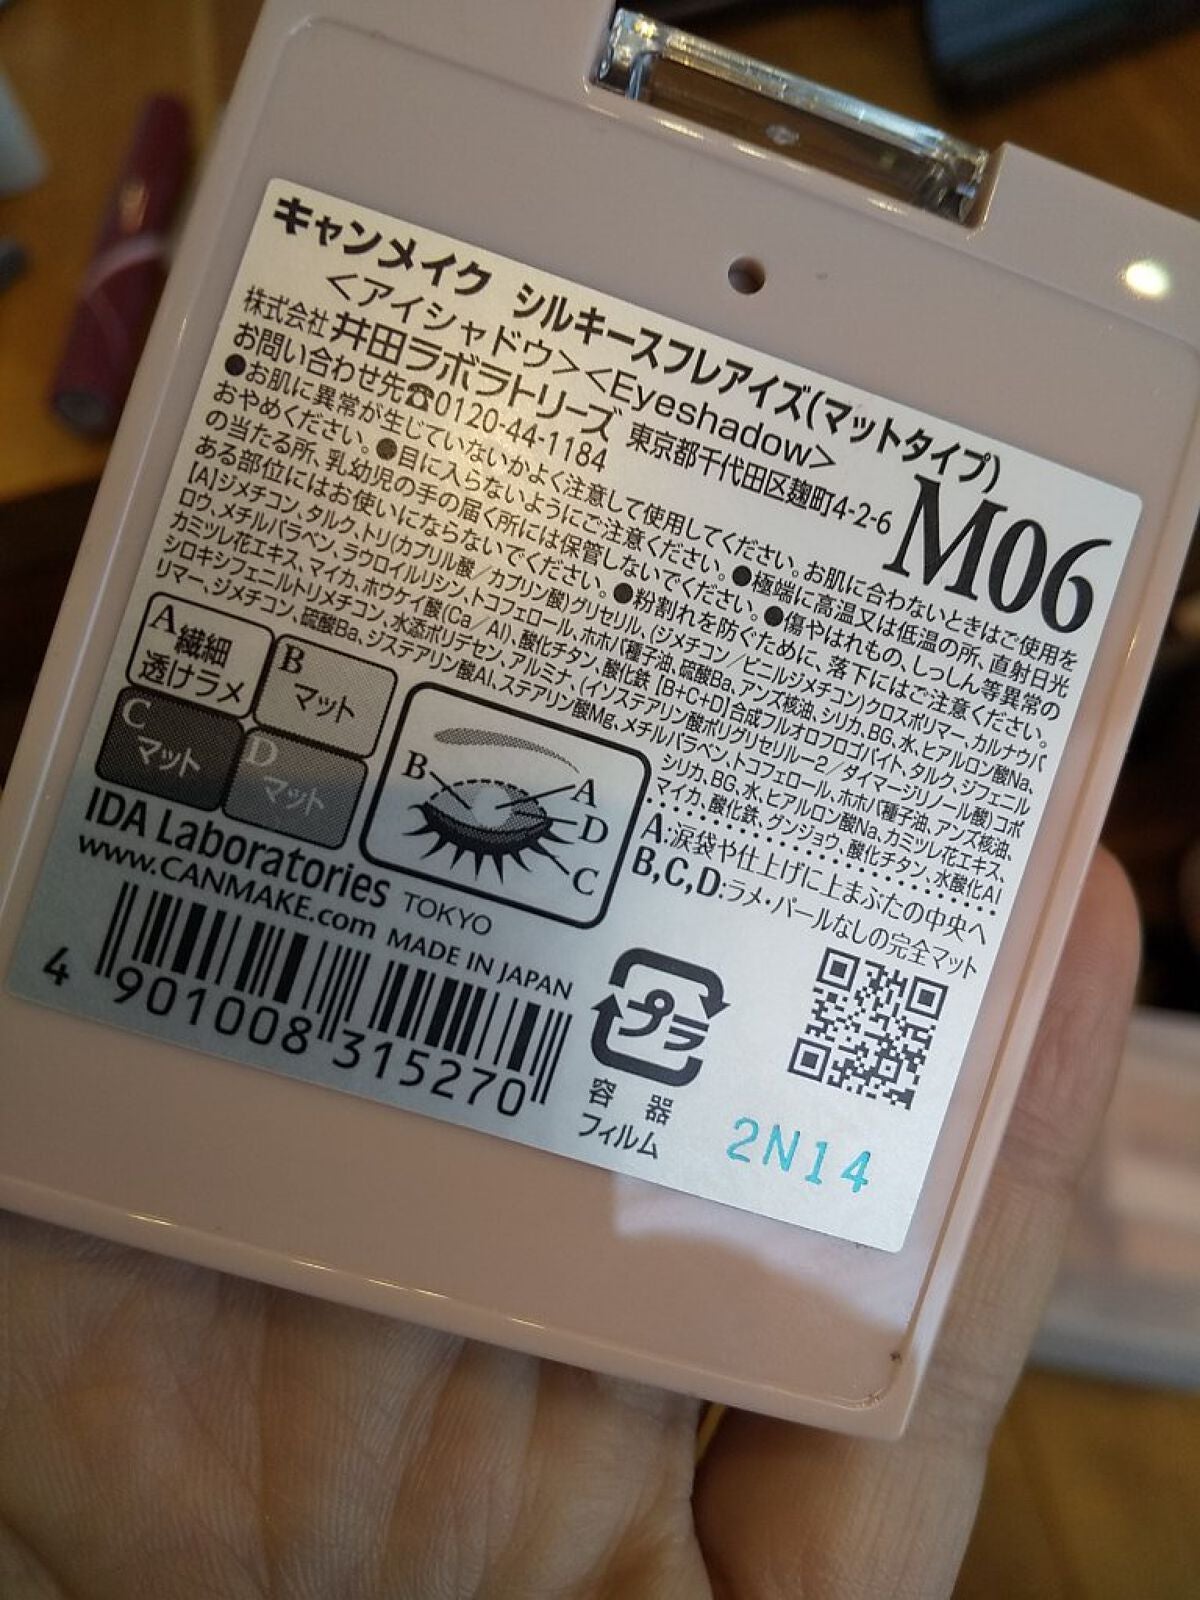 キャンメイク シルキースフレアイズ(マットタイプ)
<アイシャドウ><Eyeshadow>
M06
株式会社 井田ラボラトリーズ 東京都千代田区麹町4-2-6
お問い合わせ先☎0120-44-1184
●お肌に異常が生じていないかよく注意して使用してください。お肌に合わないときはご使用を
おやめください。●目に入らないようにご注意ください。●極端に高温又は低温の所、直射日光
の当たる所、乳幼児の手の届く所には保管しないでください。●傷やはれもの、しっしん等異常の
ある部位にはお使いにならないでください。●粉割れを防ぐために、落下にはご注意ください。
[A]ジメチコン、タルク、トリ(カプリル酸/カプリン酸)グリセリル、(ジメチコン/ビニルジメチコン)クロスポリマー、カルナウバ
ロウ、メチルパラベン、ラウロイルリシン、トコフェロール、ホホバ種子油、硫酸Ba、アンズ核油、シリカ、BG、水、ヒアルロン酸Na、
カミツレ花エキス、マイカ、ホウケイ酸(Ca/Al)、酸化チタン、酸化鉄 [B+C+D]合成フルオロフロゴパイト、タルク、ジフェニル
シロキシフェニルトリメチコン、水添ポリデセン、アルミナ、(イソステアリン酸ポリグリセリル-2/ダイマージリノール酸)コポ
リマー、ジメチコン、硫酸Ba、ジステアリン酸Al、ステアリン酸Mg、メチルパラベン、トコフェロール、ホホバ種子油、アンズ核油、
シリカ、BG、水、ヒアルロン酸Na、カミツレ花エキス、
マイカ、酸化鉄、グンジョウ、酸化チタン、水酸化Al
A 繊細
透けラメ
B マット
C マット
D マット
B
A
D
C
A:涙袋や仕上げに上まぶたの中央へ
B,C,D:ラメ・パールなしの完全マット
IDA Laboratories TOKYO
www.CANMAKE.com MADE IN JAPAN
4 901008 315270
プラ
容器
フィルム
2N14